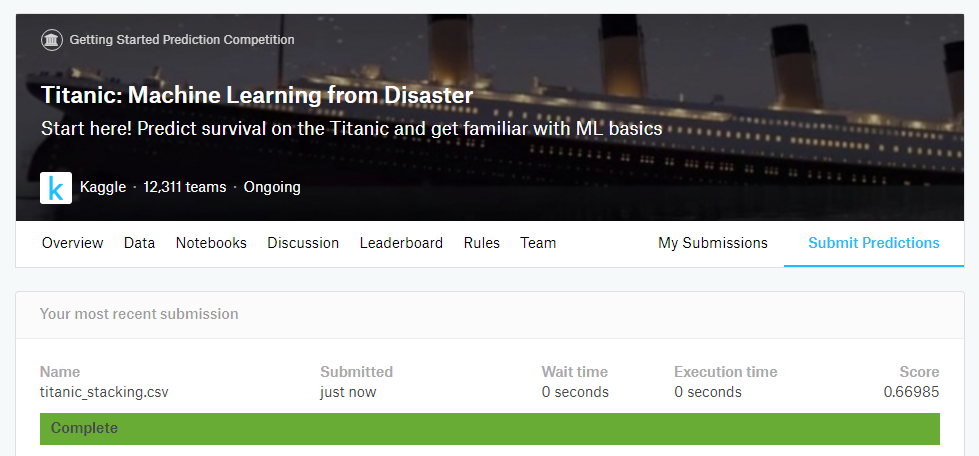 Getting Started Prediction Competition
Titanic: Machine Learning from Disaster
Start here! Predict survival on the Titanic and get familiar with ML basics
k Kaggle · 12,311 teams · Ongoing
Overview Data Notebooks Discussion Leaderboard Rules Team My Submissions Submit Predictions
Your most recent submission
Name Submitted Wait time Execution time Score
titanic_stacking.csv just now 0 seconds 0 seconds 0.66985
Complete